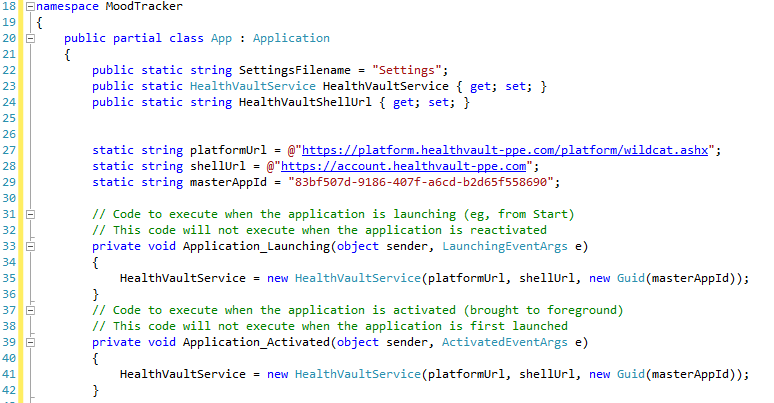 18 namespace MoodTracker
19 {
20     public partial class App : Application
21     {
22         public static string SettingsFilename = "Settings";
23         public static HealthVaultService HealthVaultService { get; set; }
24         public static string HealthVaultShellUrl { get; set; }
25
26
27         static string platformUrl = @"https://platform.healthvault-ppe.com/platform/wildcat.ashx";
28         static string shellUrl = @"https://account.healthvault-ppe.com";
29         static string masterAppId = "83bf507d-9186-407f-a6cd-b2d65f558690";
30
31         // Code to execute when the application is launching (eg, from Start)
32         // This code will not execute when the application is reactivated
33         private void Application_Launching(object sender, LaunchingEventArgs e)
34         {
35             HealthVaultService = new HealthVaultService(platformUrl, shellUrl, new Guid(masterAppId));
36         }
37         // Code to execute when the application is activated (brought to foreground)
38         // This code will not execute when the application is first launched
39         private void Application_Activated(object sender, ActivatedEventArgs e)
40         {
41             HealthVaultService = new HealthVaultService(platformUrl, shellUrl, new Guid(masterAppId));
42         }